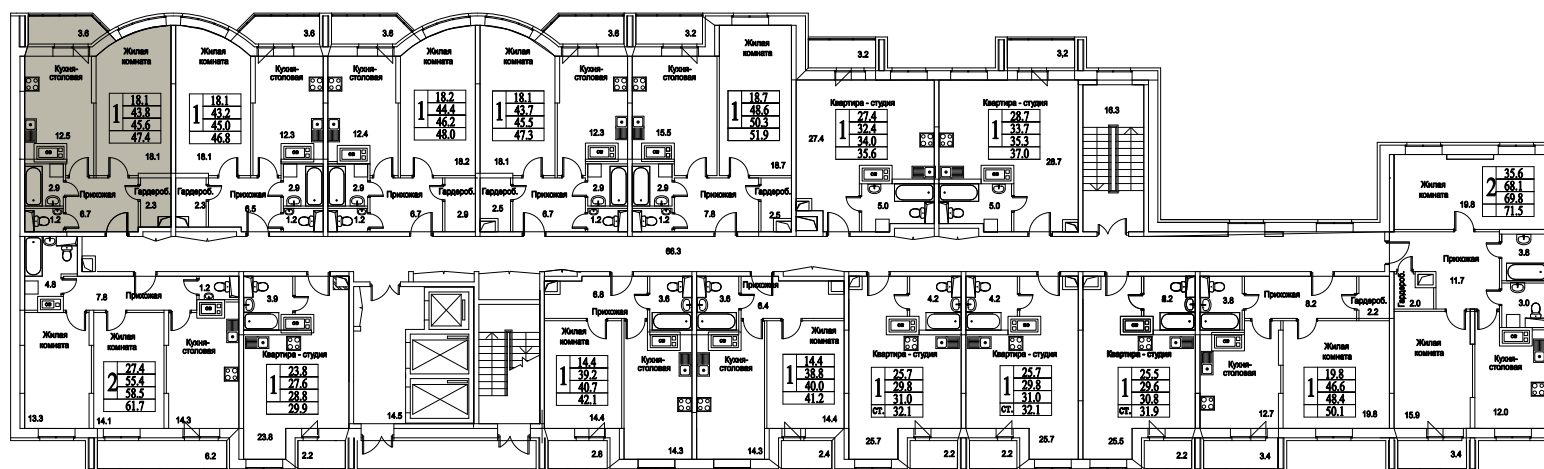 3.6
3.6
3.6
3.6
3.2
3.2
3,2
Жилая
комната
Жилая
комната
Жилая
комната
Жилая
комната
Жилая
комната
Кухня-
столовая
Кухня-
столовая
Кухня-
столовая
Кухня-
столовая
Кухня-
столовая
1
18.1
43.8
45.6
47.4
1
18.1
43.2
45.0
46.8
1
18.2
44.4
46.2
48.0
1
18.1
43.7
45.5
47.3
1
18.7
48.6
50.3
51.9
Квартира - студия
1
27.4
32.4
34.0
35.6
Квартира - студия
1
28.7
33.7
35.3
37.0
16.3
12.5
18.1
18.1
12.3
12.4
18.2
18.1
12.3
15.5
18.7
27.4
28.7
2.9
Прихожая
Гардероб.
2.3
1.2
6.7
Гардероб.
2.3
Прихожая
6.5
2.9
1.2
2.9
1.2
Прихожая
6.7
Гардероб.
2.9
Гардероб.
2.5
Прихожая
6.7
2.9
1.2
2.9
1.2
Прихожая
7.8
Гардероб.
2.5
5.0
5.0
Жилая
комната
19.8
2
35.6
68.1
69.8
71.5
66.3
4.8
7.8
Прихожая
1.2
3.9
6.8
Прихожая
3.6
3.6
Прихожая
6.4
4.2
4.2
8.2
3.8
Прихожая
8.2
Гардероб.
2.2
Гардероб.
2.0
Прихожая
11.7
3.8
3.0
Жилая
комната
Жилая
комната
Кухня-
столовая
2
27.4
55.4
58.5
61.7
13.3
14.1
14.3
6.2
Квартира - студия
1
23.8
27.6
28.8
29.9
23.8
2.2
14.5
Жилая
комната
1
14.4
39.2
40.7
42.1
14.4
Кухня-
столовая
14.3
2.8
Кухня-
столовая
14.3
Жилая
комната
1
14.4
38.8
40.0
41.2
14.4
2.4
Квартира - студия
1
ст.
25.7
29.8
31.0
32.1
25.7
2.2
Квартира - студия
1
ст.
25.7
29.8
31.0
32.1
25.7
2.2
Квартира - студия
1
ст.
25.5
29.6
30.8
31.9
25.5
2.2
Кухня-
столовая
12.7
Жилая
комната
1
19.8
46.6
48.4
50.1
19.8
3.4
Жилая
комната
15.9
3.4
Кухня-
столовая
12.0